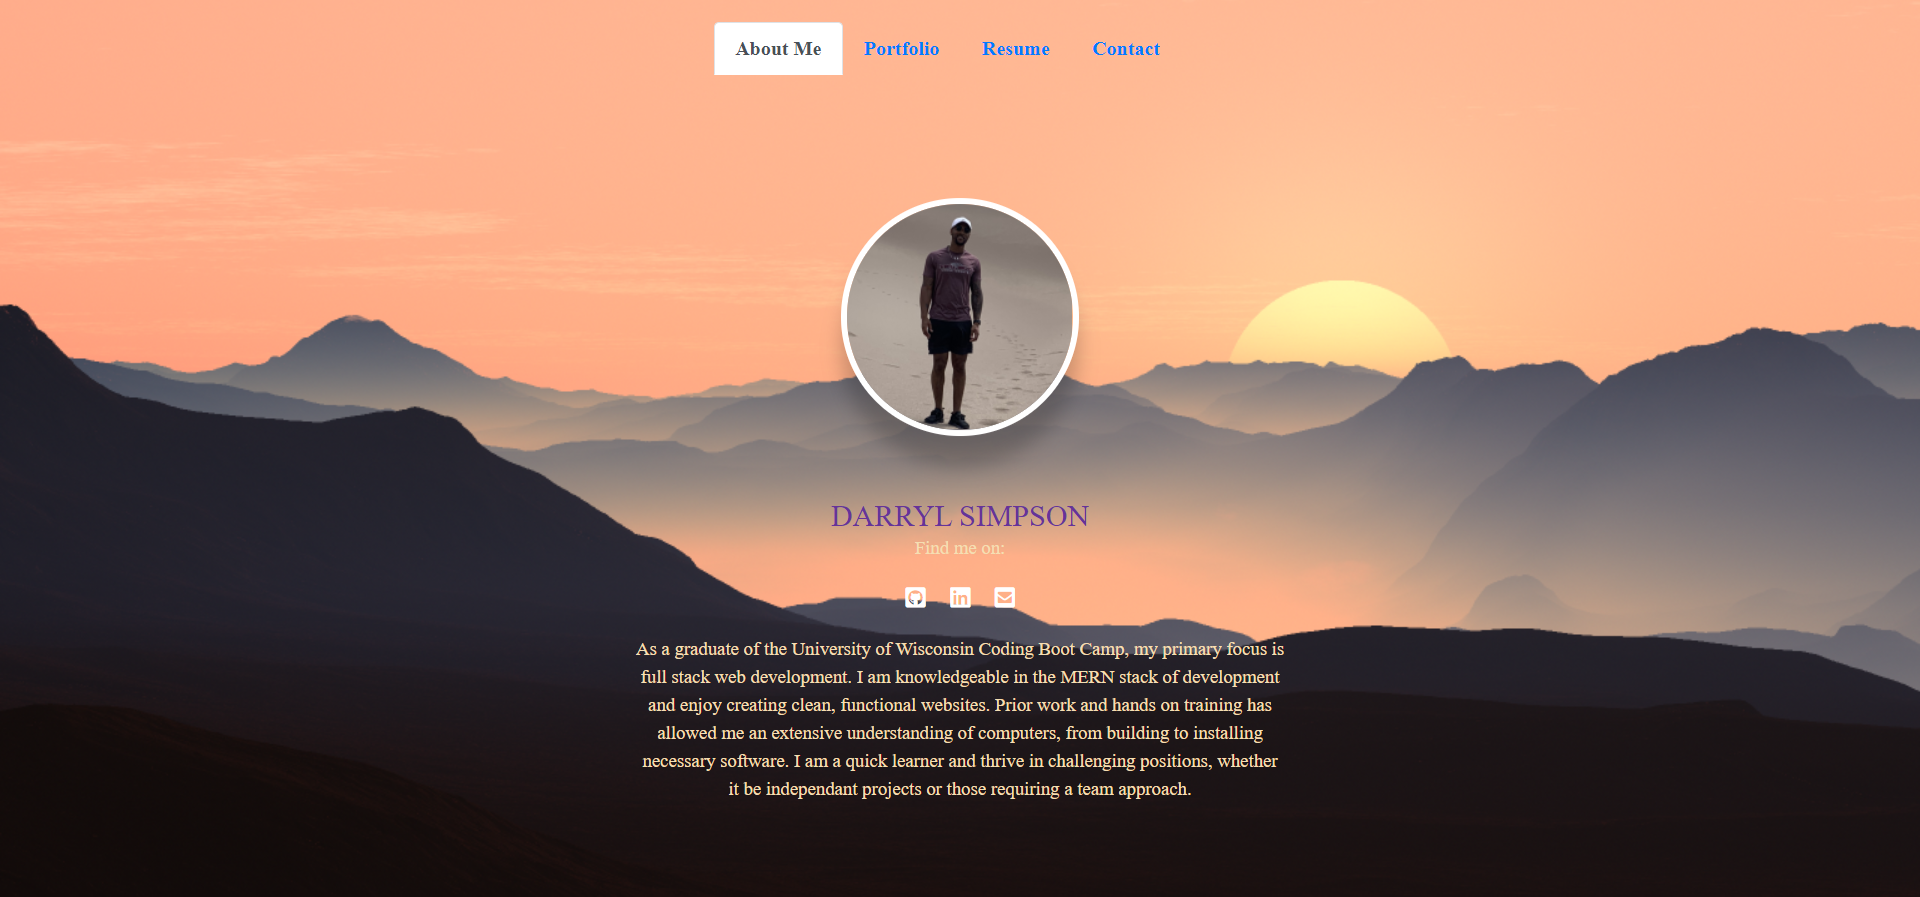 About Me Portfolio Resume Contact
DARRYL SIMPSON
Find me on:
in
As a graduate of the University of Wisconsin Coding Boot Camp, my primary focus is
full stack web development. I am knowledgeable in the MERN stack of development
and enjoy creating clean, functional websites. Prior work and hands on training has
allowed me an extensive understanding of computers, from building to installing
necessary software. I am a quick learner and thrive in challenging positions, whether
it be independant projects or those requiring a team approach.